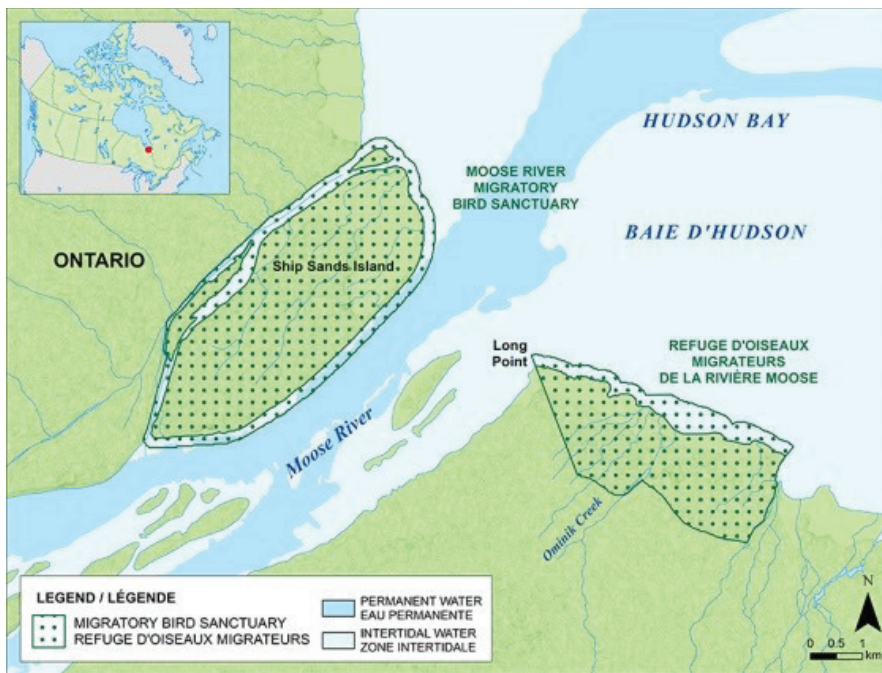 HUDSON BAY
MOOSE RIVER
MIGRATORY
BIRD SANCTUARY
BAIE D'HUDSON
ONTARIO
Ship Sands Island
Long
Point
REFUGE D'OISEAUX
MIGRATEURS
DE LA RIVIÈRE MOOSE
Moose River
Ominik Creek
LEGEND / LÉGENDE
MIGRATORY BIRD SANCTUARY
REFUGE D'OISEAUX MIGRATEURS
PERMANENT WATER
EAU PERMANENTE
INTERTIDAL WATER
ZONE INTERTIDALE
N
0 0.5 1
km